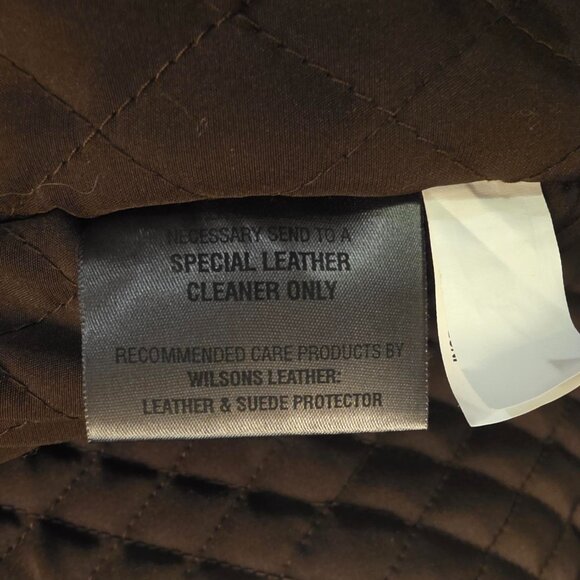 NECESSARY SEND TO A
SPECIAL LEATHER
CLEANER ONLY
RECOMMENDED CARE PRODUCTS BY
WILSONS LEATHER:
LEATHER & SUEDE PROTECTOR